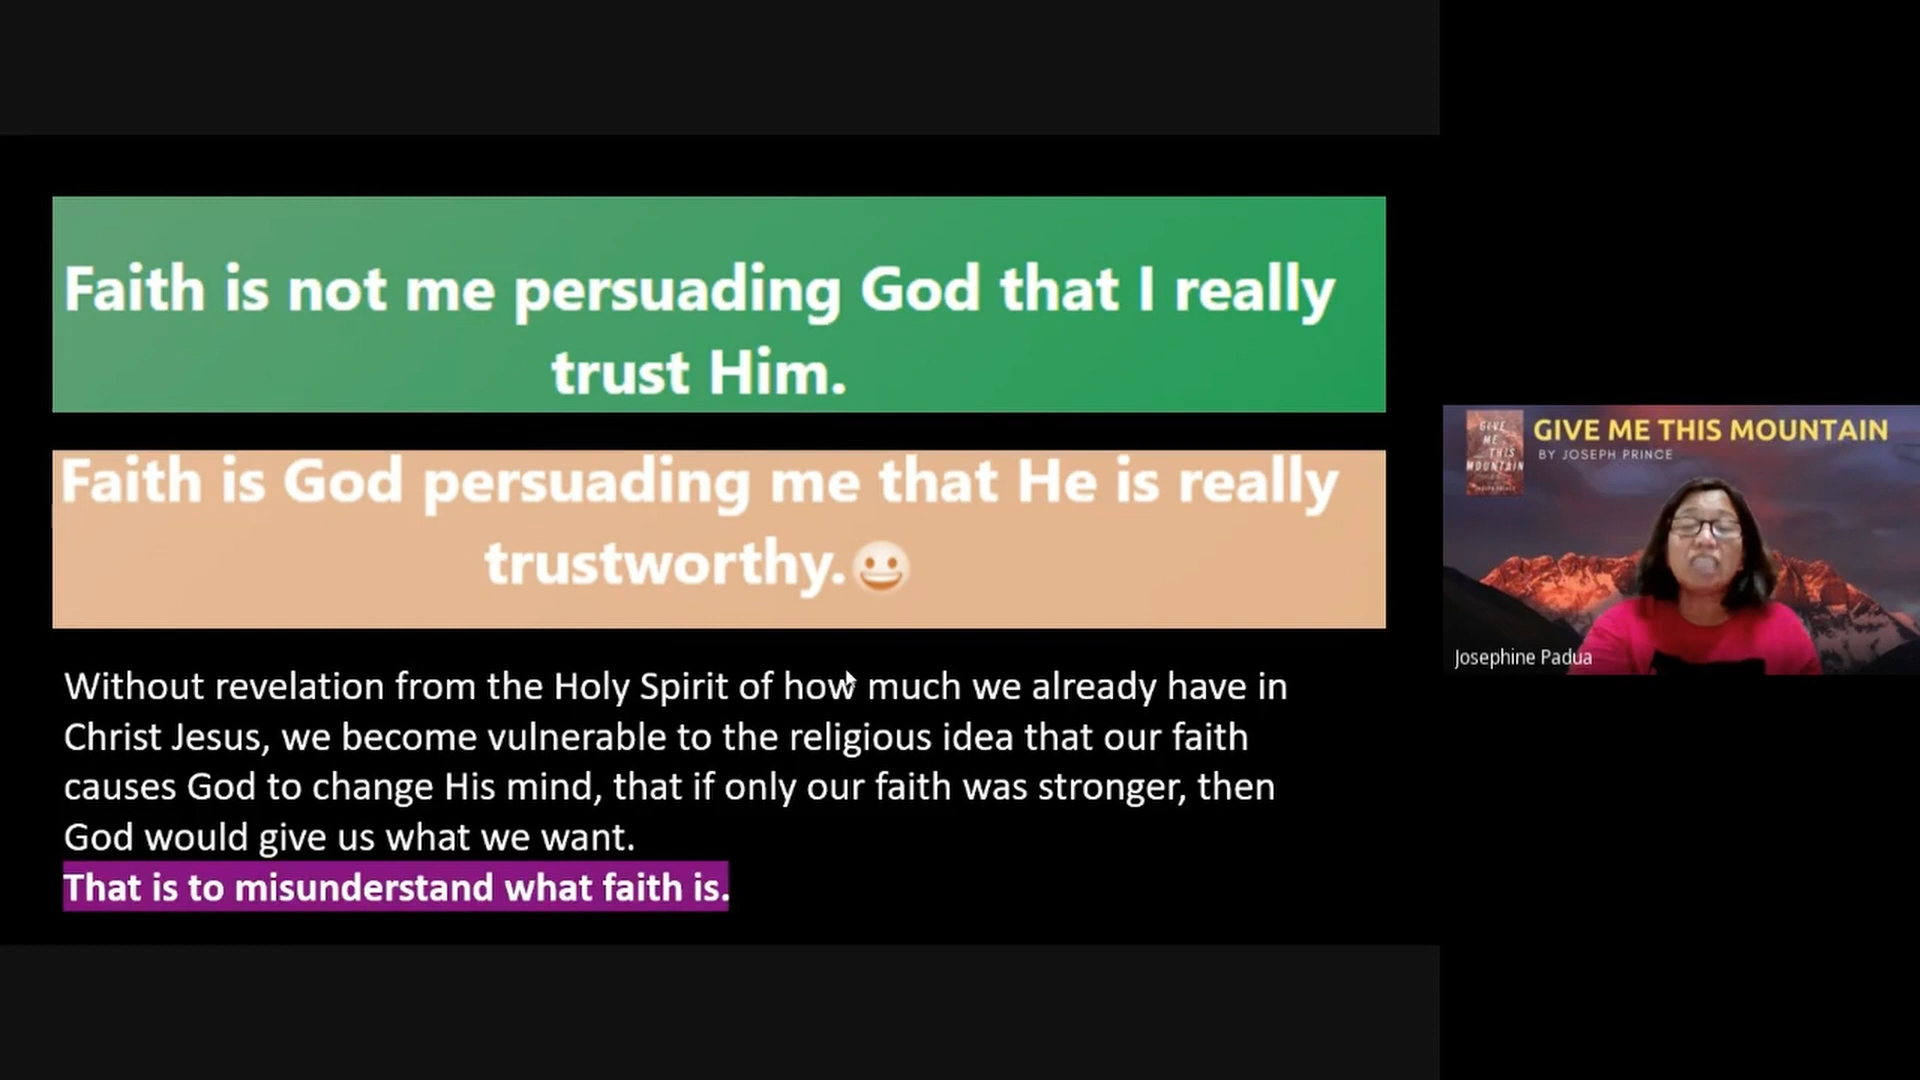 Faith is not me persuading God that I really
trust Him.
Faith is God persuading me that He is really
trustworthy.😀
Without revelation from the Holy Spirit of how much we already have in
Christ Jesus, we become vulnerable to the religious idea that our faith
causes God to change His mind, that if only our faith was stronger, then
God would give us what we want.
That is to misunderstand what faith is.
GIVE
ME
THIS
MOUNTAIN
GIVE ME THIS MOUNTAIN
BY JOSEPH PRINCE
Josephine Padua